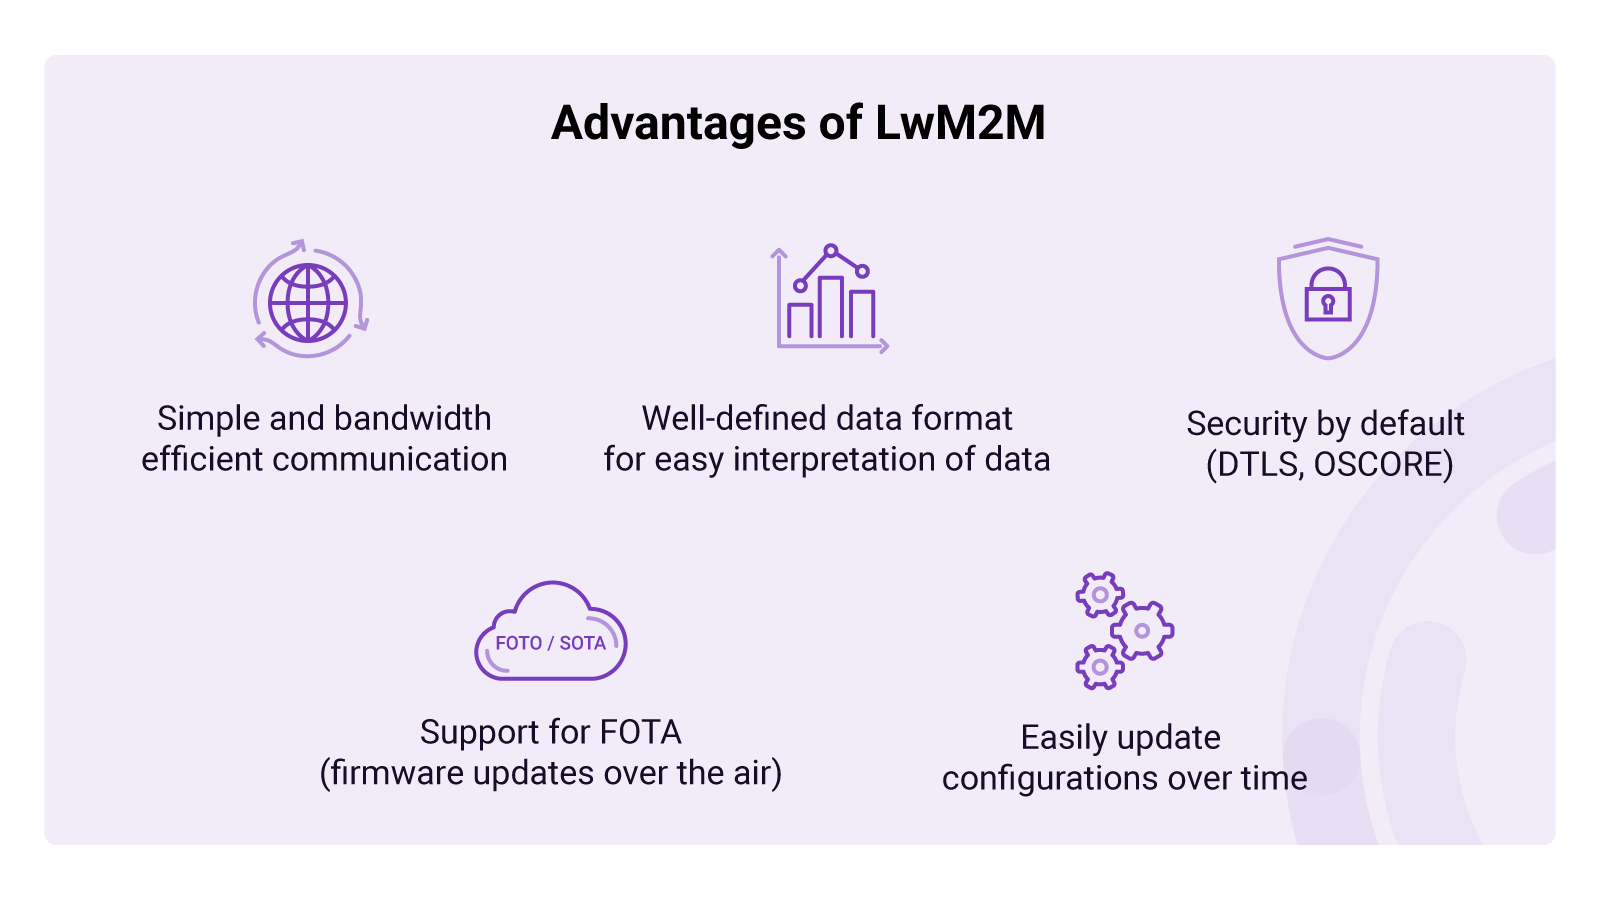 Advantages of LwM2M
Simple and bandwidth
efficient communication
Well-defined data format
for easy interpretation of data
Security by default
(DTLS, OSCORE)
FOTO / SOTA
Support for FOTA
(firmware updates over the air)
Easily update
configurations over time